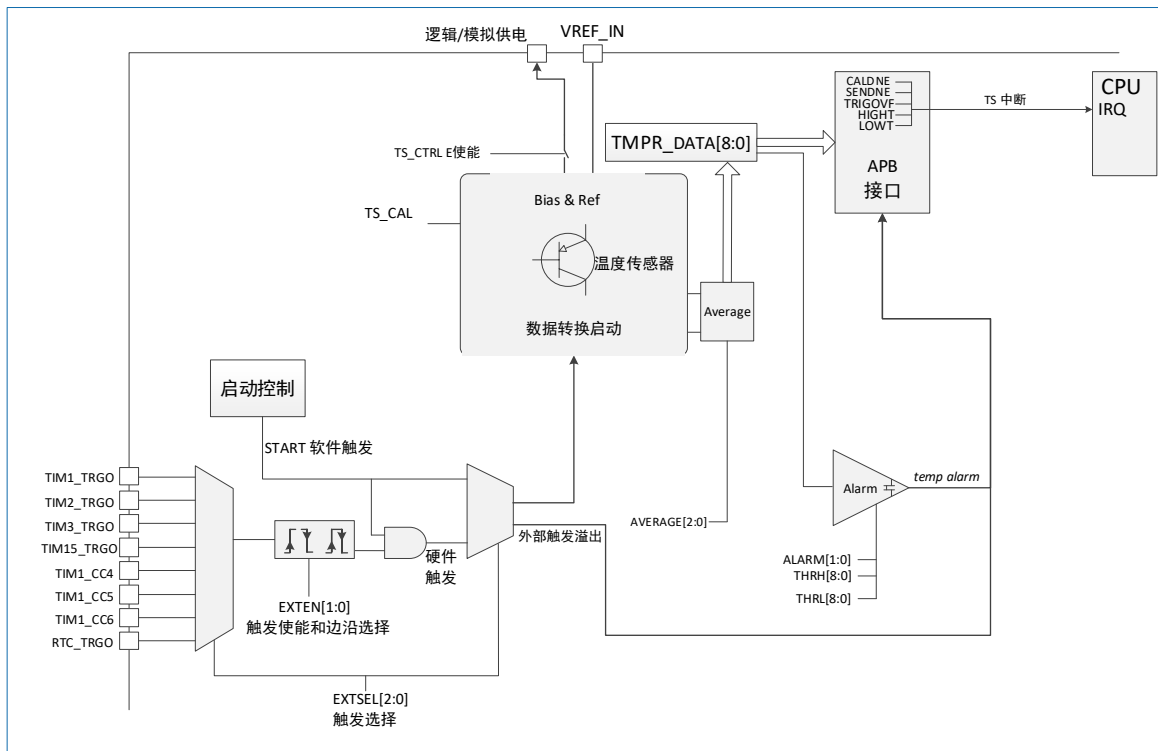 逻辑/模拟供电
VREF_IN
CALDNE
SENDNE
TRIGOVF
HIGHT
LOWT
APB
接口
TS 中断
CPU
IRQ
TMPR_DATA[8:0]
TS_CTRL E使能
Bias & Ref
TS_CAL
温度传感器
数据转换启动
Average
启动控制
START 软件触发
TIM1_TRGO
TIM2_TRGO
TIM3_TRGO
TIM15_TRGO
TIM1_CC4
TIM1_CC5
TIM1_CC6
RTC_TRGO
硬件
触发
外部触发溢出
AVERAGE[2:0]
Alarm
temp alarm
ALARM[1:0]
THRH[8:0]
THRL[8:0]
EXTEN[1:0]
触发使能和边沿选择
EXTSEL[2:0]
触发选择